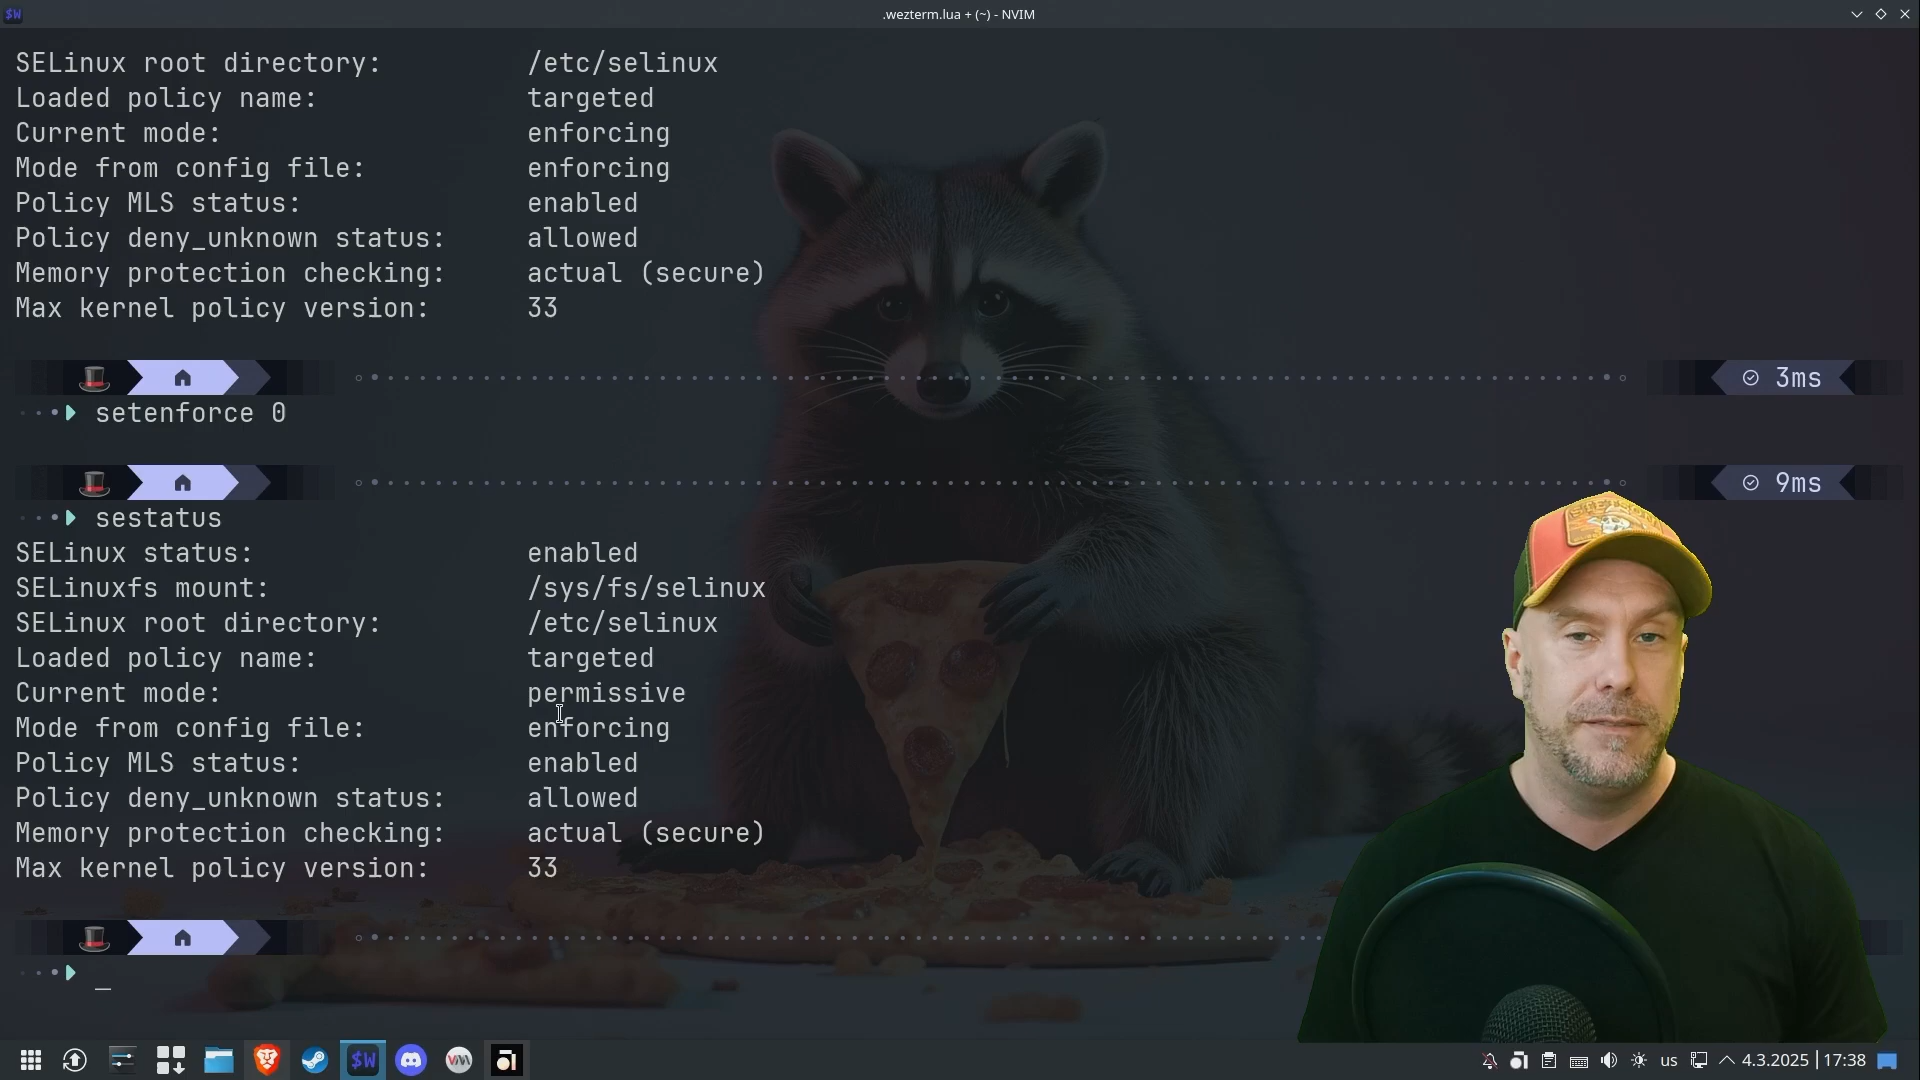 .wezterm.lua + (~) - NVIM
SELinux root directory: /etc/selinux
Loaded policy name: targeted
Current mode: enforcing
Mode from config file: enforcing
Policy MLS status: enabled
Policy deny_unknown status: allowed
Memory protection checking: actual (secure)
Max kernel policy version: 33
3ms
setenforce 0
9ms
sestatus
SELinux status: enabled
SELinuxfs mount: /sys/fs/selinux
SELinux root directory: /etc/selinux
Loaded policy name: targeted
Current mode: permissive
Mode from config file: enforcing
Policy MLS status: enabled
Policy deny_unknown status: allowed
Memory protection checking: actual (secure)
Max kernel policy version: 33
_
$W
us 4.3.2025 | 17:38